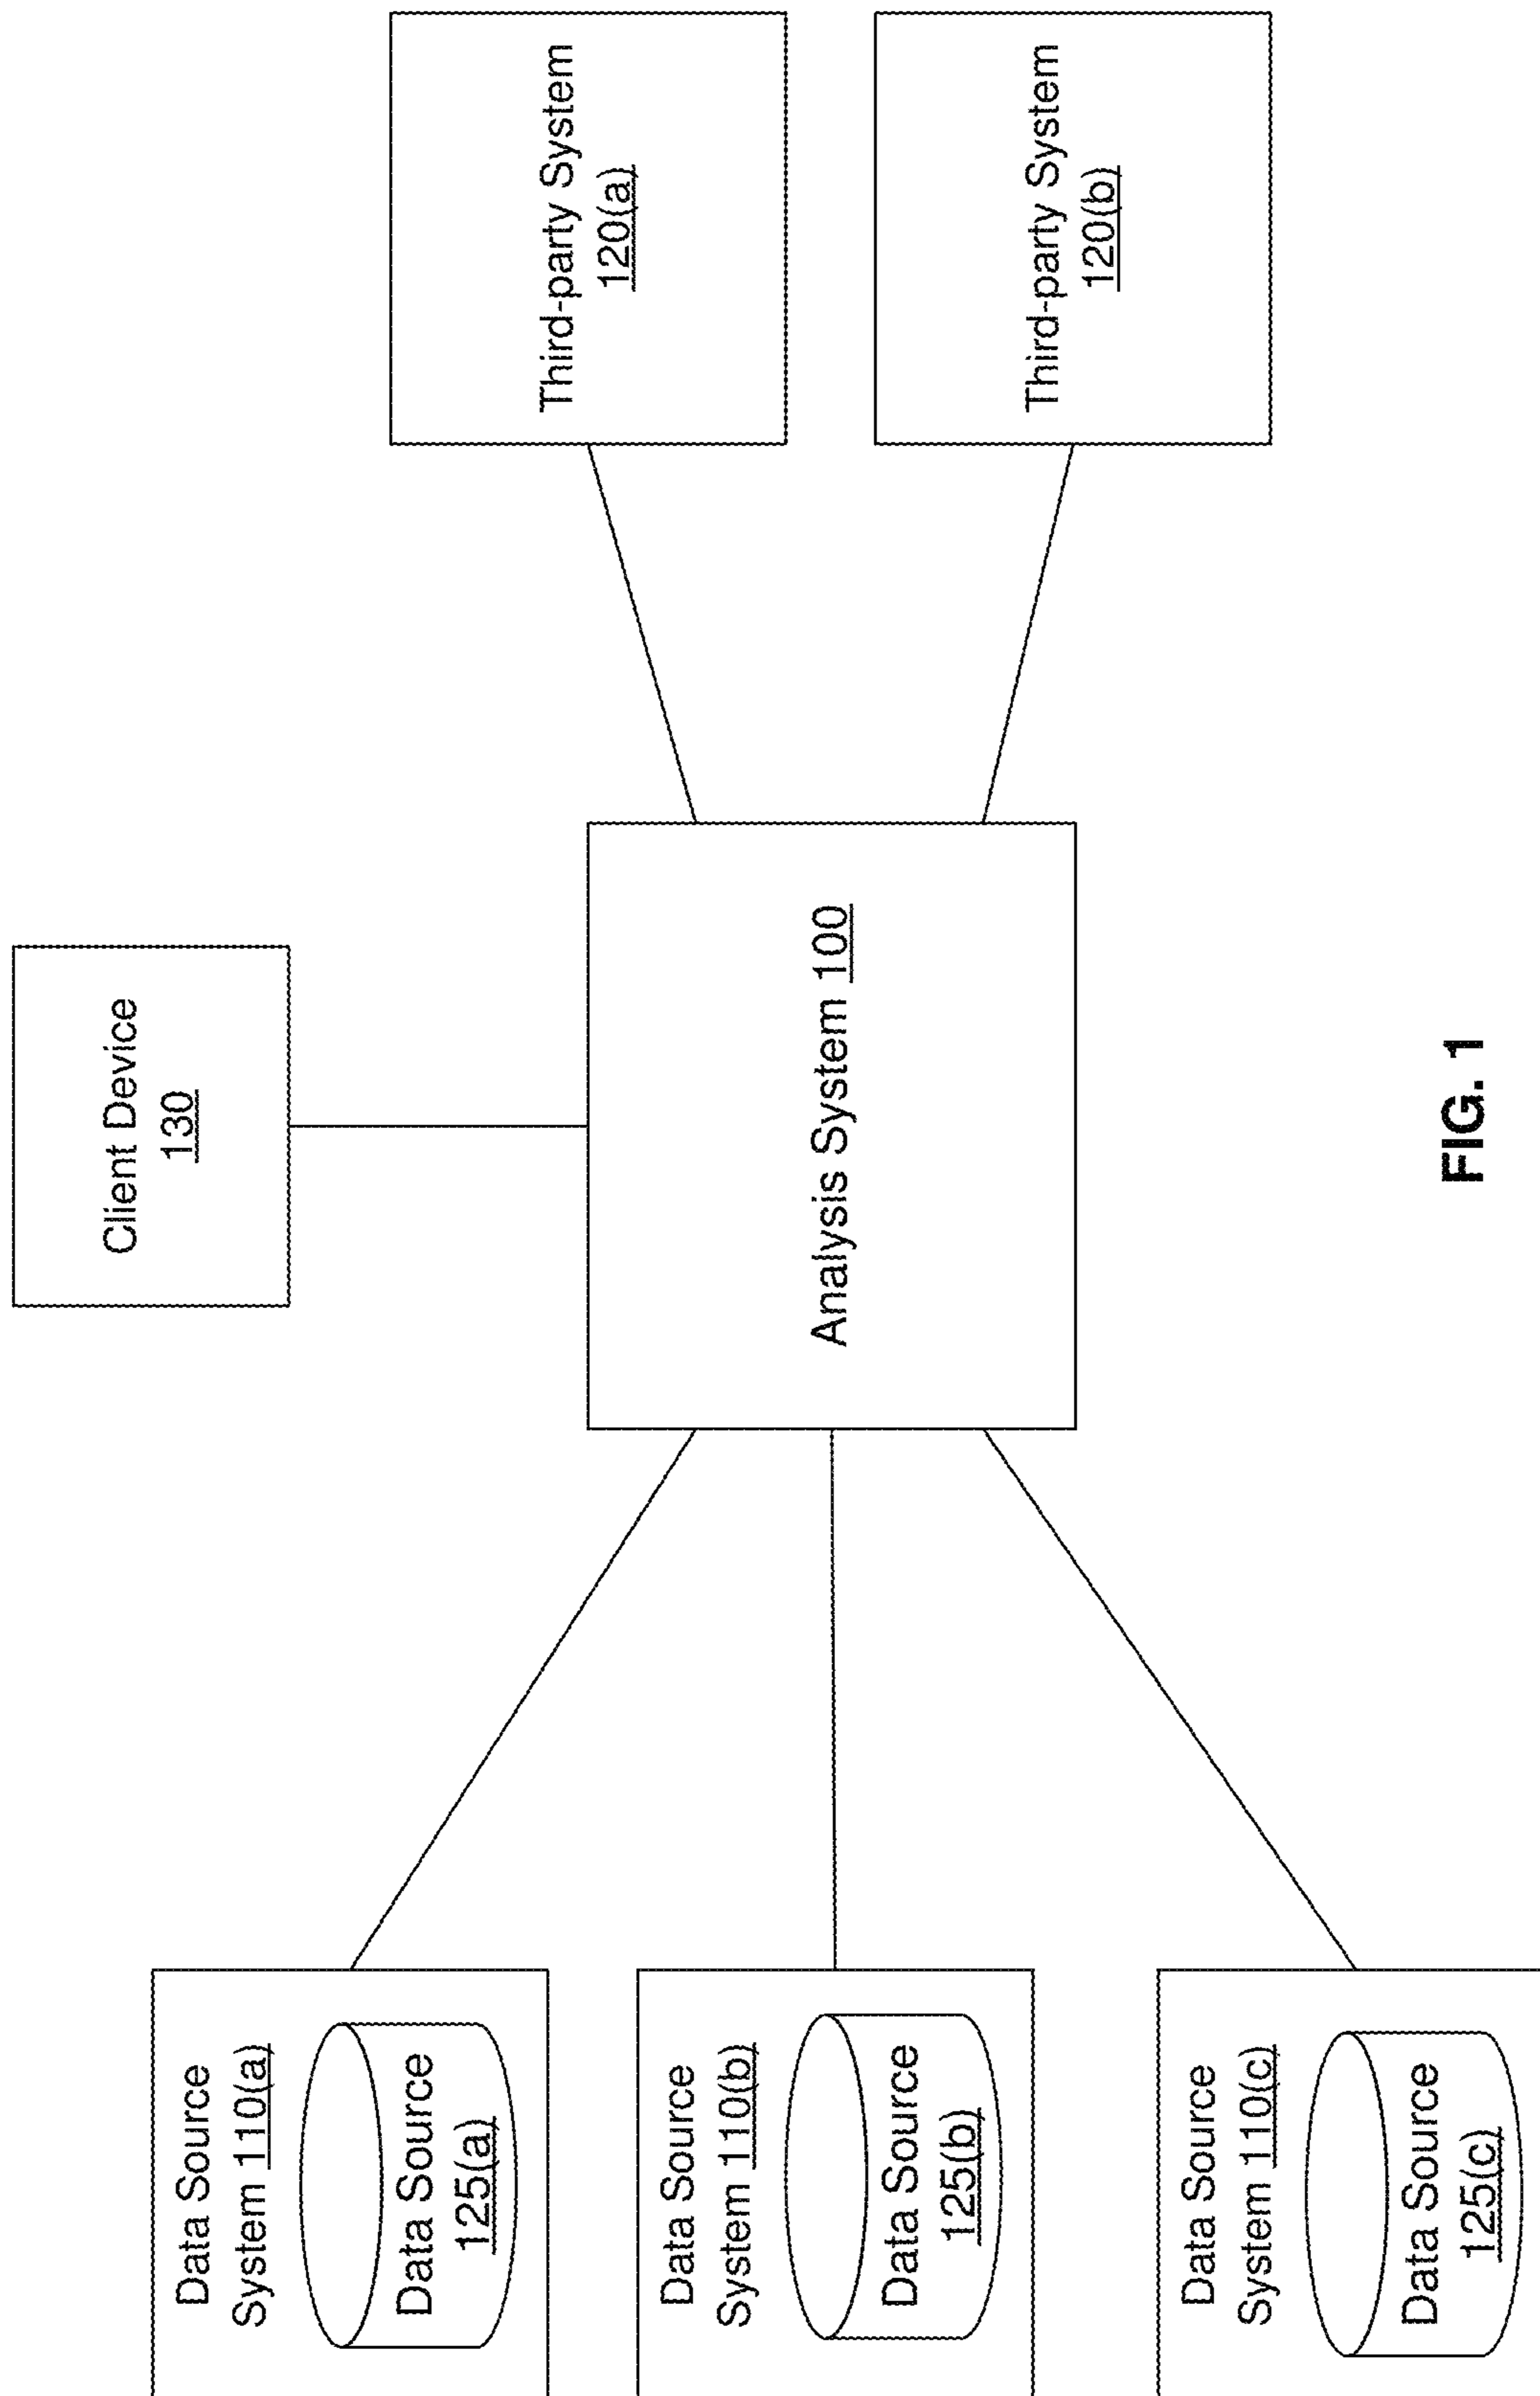 Client Device
130
Data Source
System 110(a)
Data Source
125(a)
Third-party System
120(a)
Data Source
System 110(b)
Data Source
125(b)
Analysis System 100
Third-party System
120(b)
Data Source
System 110(c)
Data Source
125(c)
FIG. 1